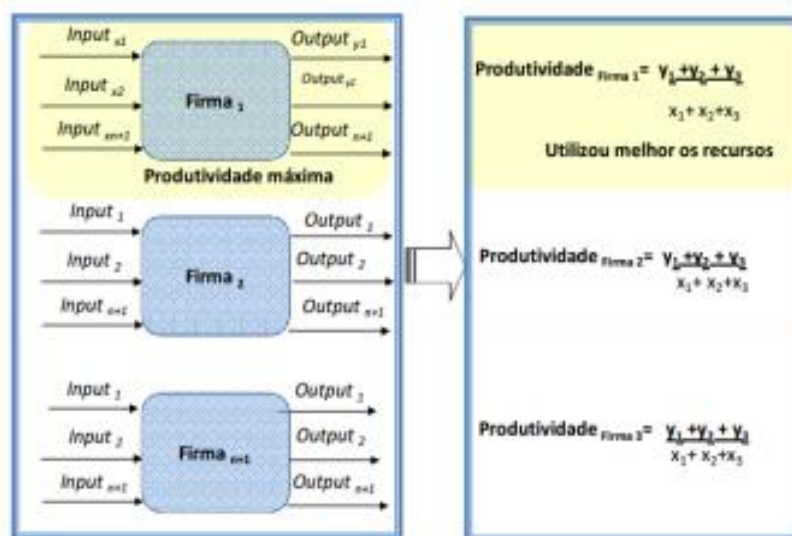 Input x1
Output y1
Input x2
Firma 1
Output y2
Input xn+1
Output n+1
Produtividade máxima
Input 1
Output 1
Input 2
Firma 2
Output 2
Input n+1
Output n+1
Input 1
Output 1
Input 2
Firma n+1
Output 2
Input n+1
Output n+1
Produtividade Firma 1= y1 +y2 + y3
x1+ x2+x3
Utilizou melhor os recursos
Produtividade Firma 2= y1 +y2 + y3
x1+ x2+x3
Produtividade Firma 3= y1 +y2 + y3
x1+ x2+x3